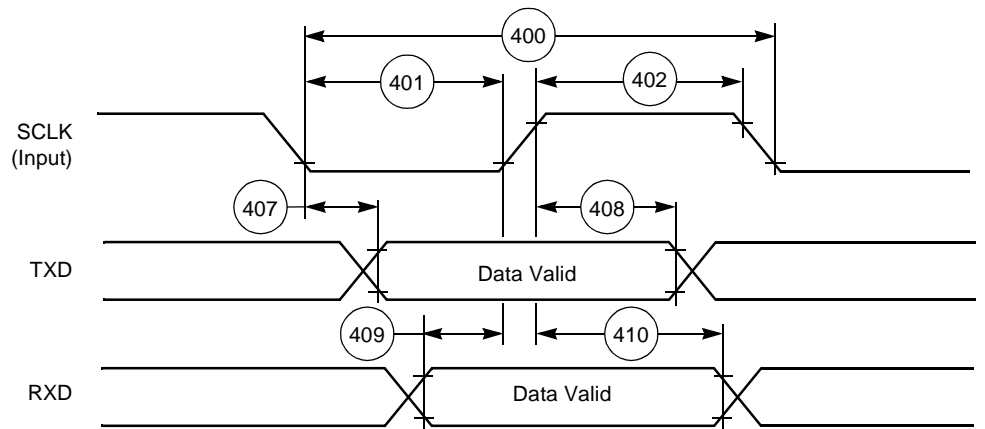 400
401
402
SCLK
(Input)
407
408
TXD
Data Valid
409
410
RXD
Data Valid